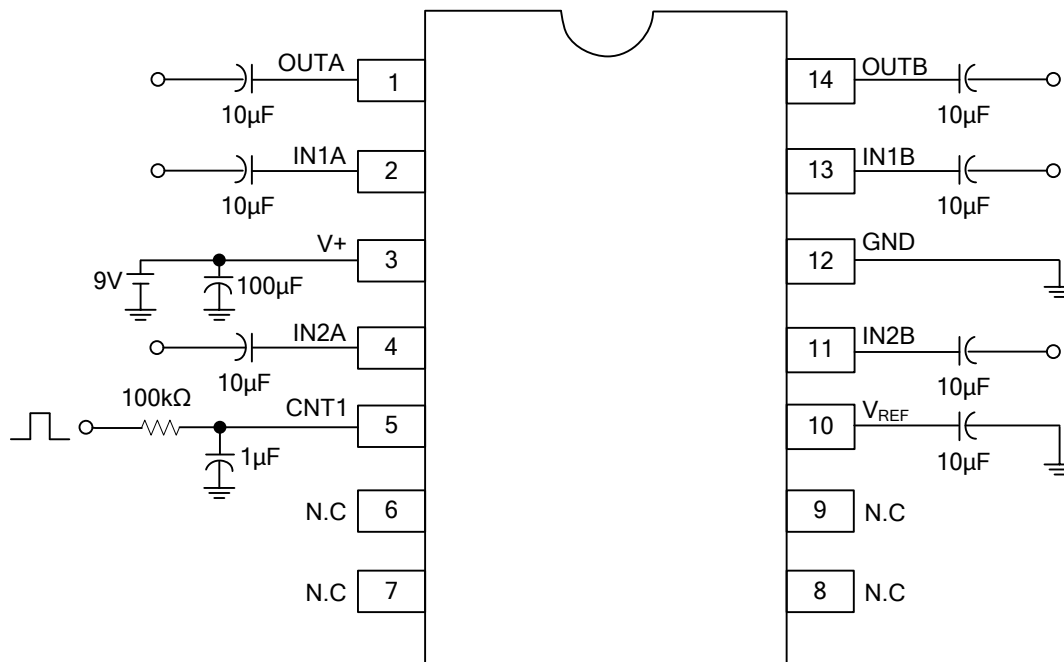 OUTA
1
10µF
14
OUTB
10µF
IN1A
2
10µF
13
IN1B
10µF
V+
3
9V
100µF
12
GND
IN2A
4
10µF
11
IN2B
10µF
100kΩ
CNT1
5
1µF
10
VREF
10µF
N.C
6
9
N.C
N.C
7
8
N.C